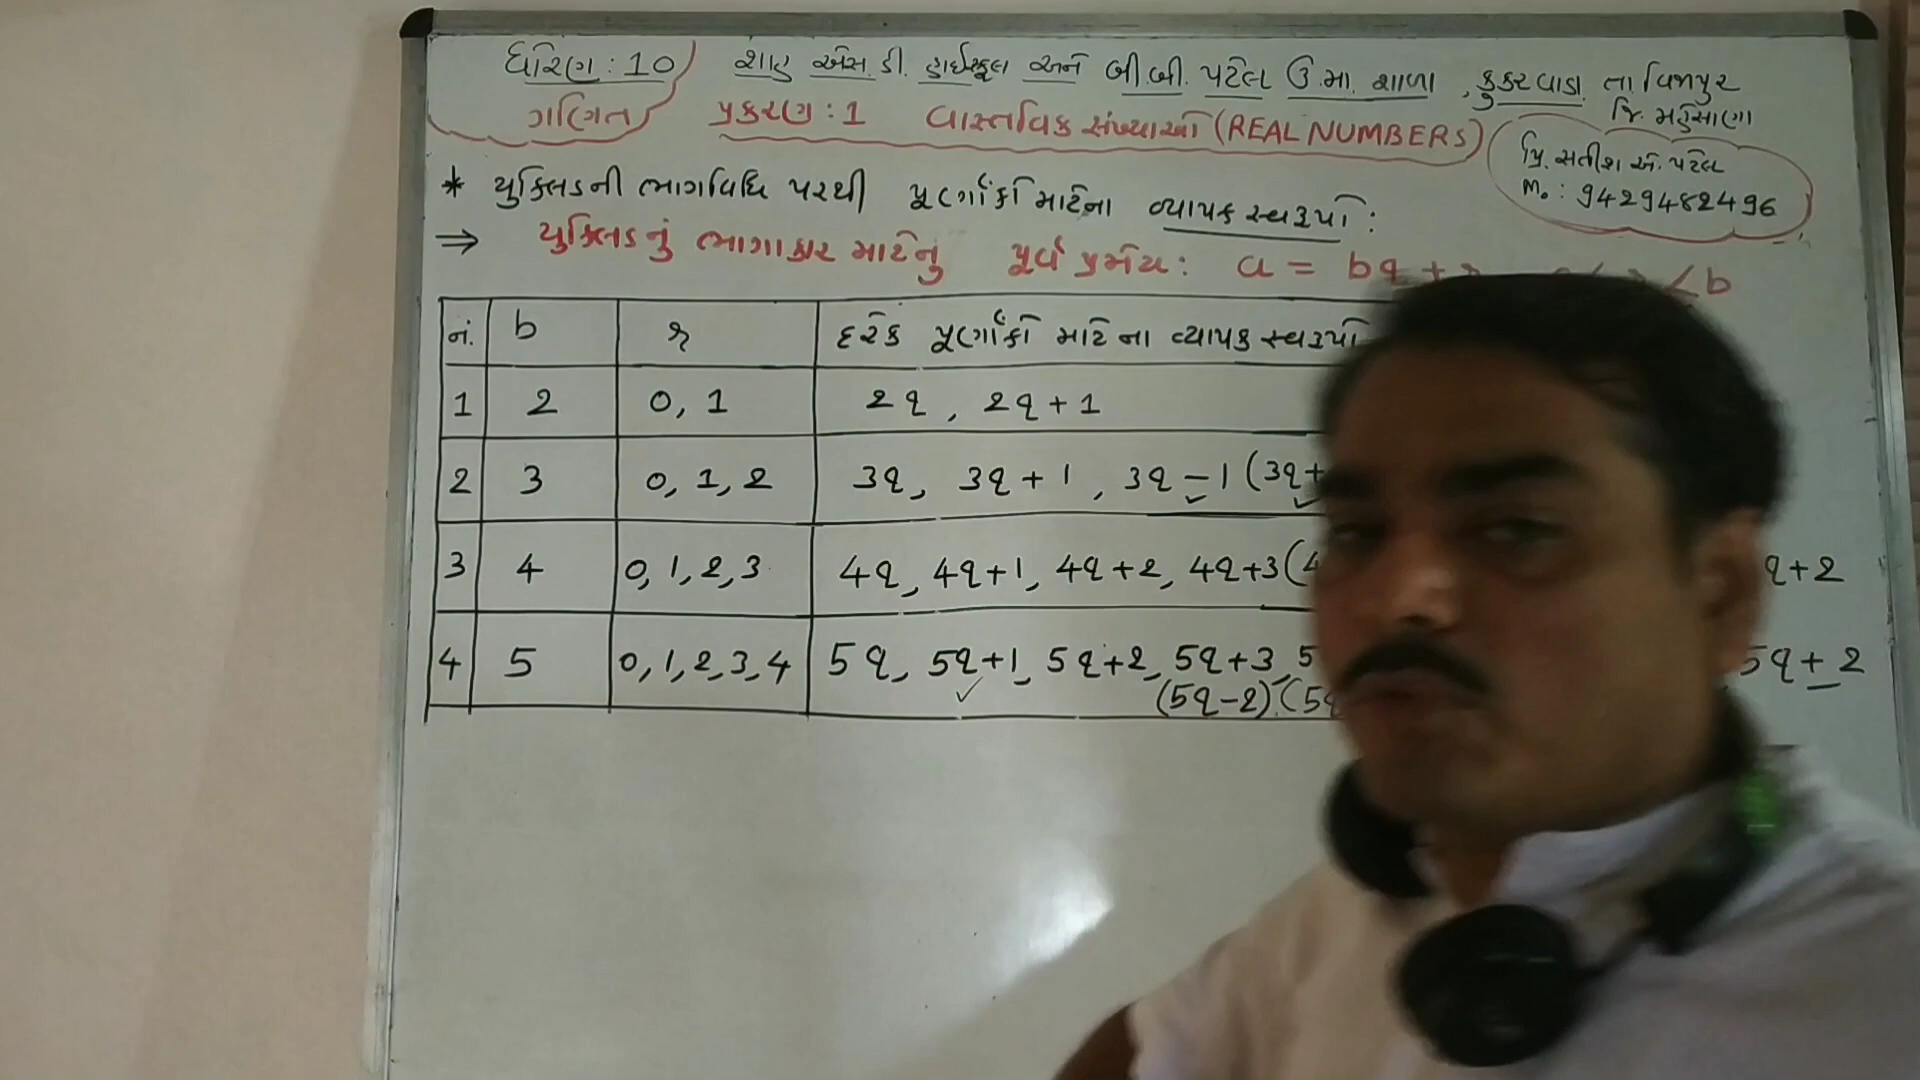 ધોરણ : 10 શાહ એસ.ડી. હાઈસ્કૂલ અને બી.બી. પટેલ ઉ.મા. શાળા , કુકરવાડા તા. વિજાપુર
જિ. મહેસાણા
ગણિત પ્રકરણ : 1 વાસ્તવિક સંખ્યાઓ (REAL NUMBERS)
પ્રિ. સતીશ એ. પટેલ
Mo : 9429482496
* યુક્લિડની ભાગવિધિ પરથી પૂર્ણાંકો માટેના વ્યાપક સ્વરૂપો :
⇒ યુક્લિડનું ભાગાકાર માટેનું પૂર્વ પ્રમેય : a = bq + < b
નં. b r દરેક પૂર્ણાંકો માટે ના વ્યાપક સ્વરૂપો
1 2 0, 1 2q , 2q + 1
2 3 0, 1, 2 3q, 3q + 1 , 3q - 1 (3q+
3 4 0, 1, 2, 3 4q, 4q+1, 4q+2, 4q+3 (4 q+2
4 5 0, 1, 2, 3, 4 5q, 5q+1, 5q+2, 5q+3, 5 5q+2
(5q-2) (5q